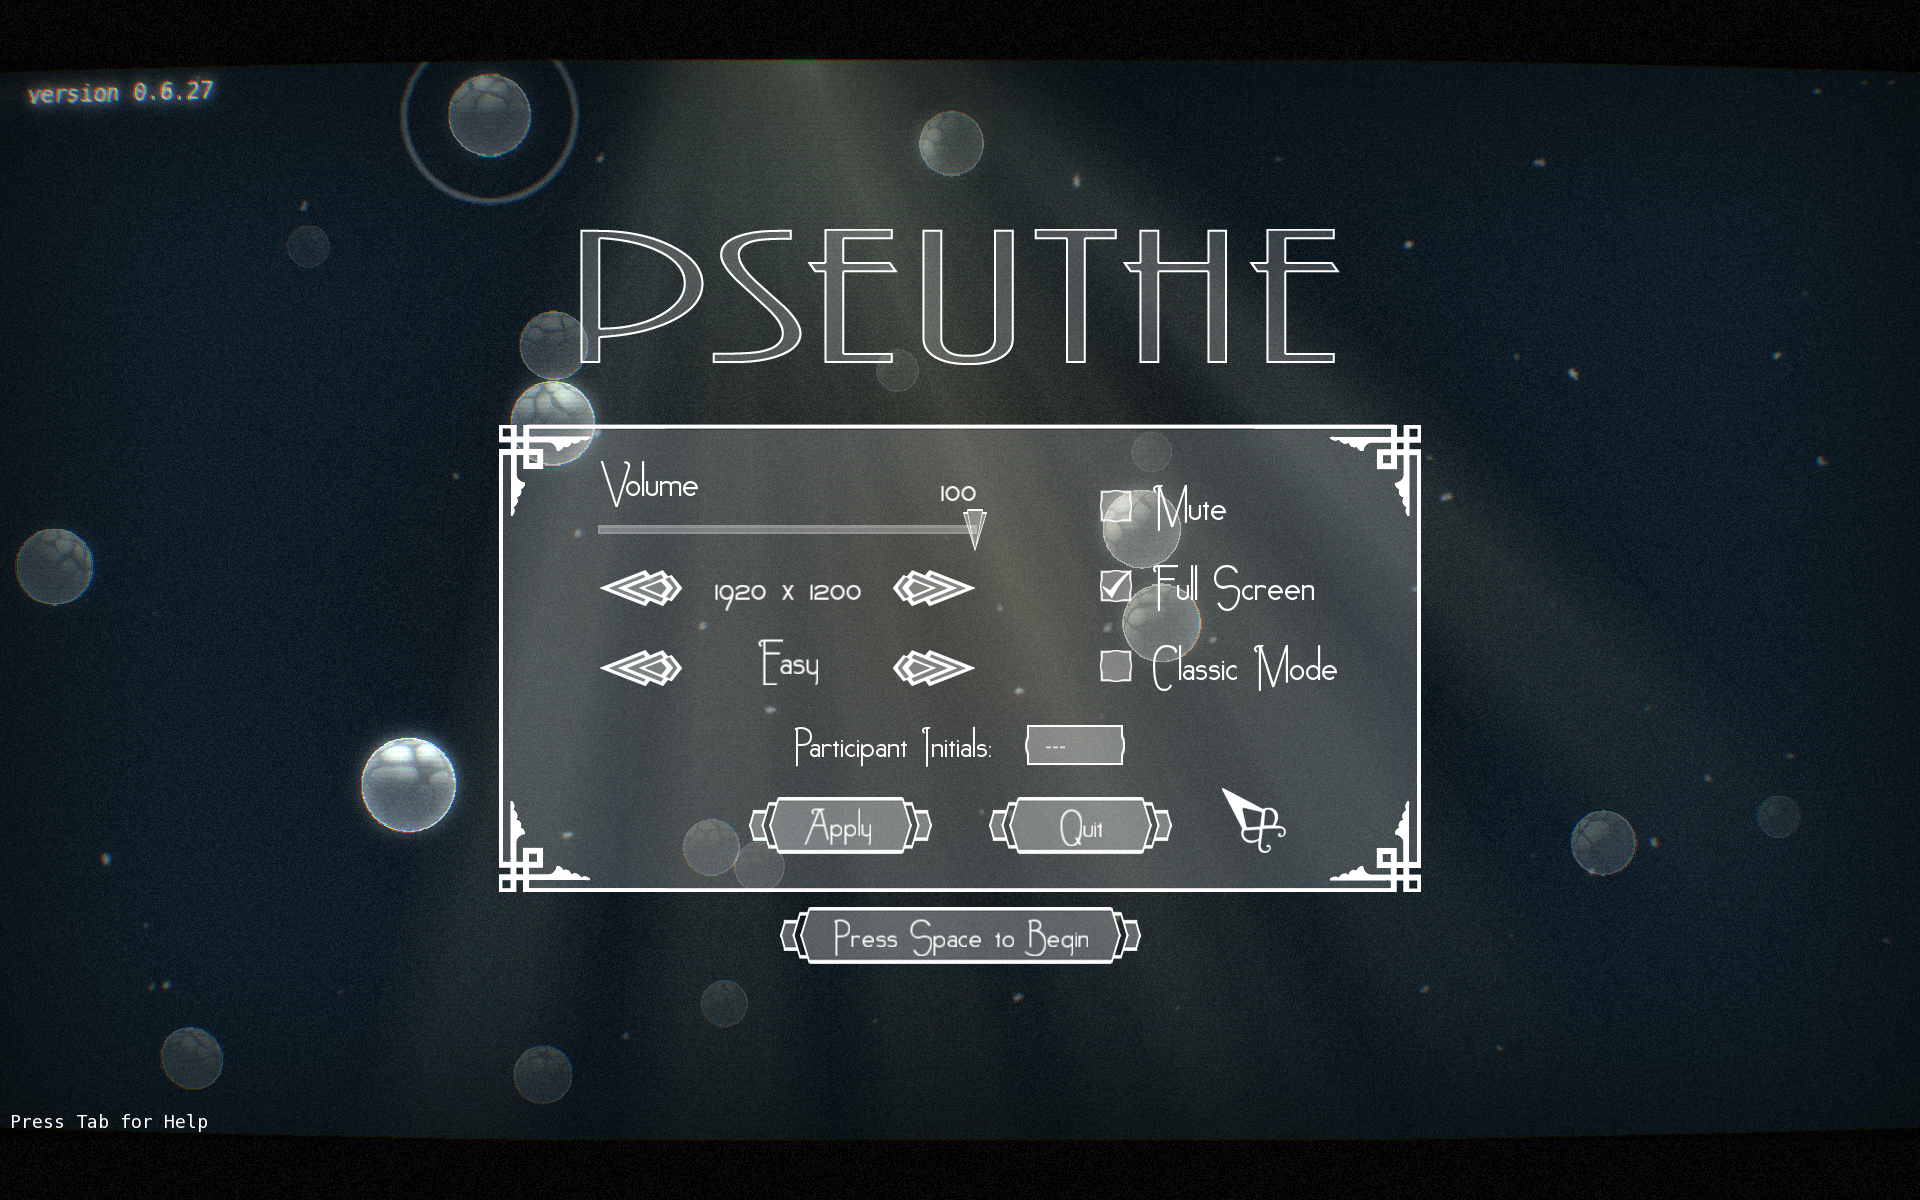 version 0.6.27
PSEUTHE
Volume
100
Mute
1920 x 1200
Full Screen
Easy
Classic Mode
Participant Initials:
---
Apply
Quit
Press Space to Begin
Press Tab for Help